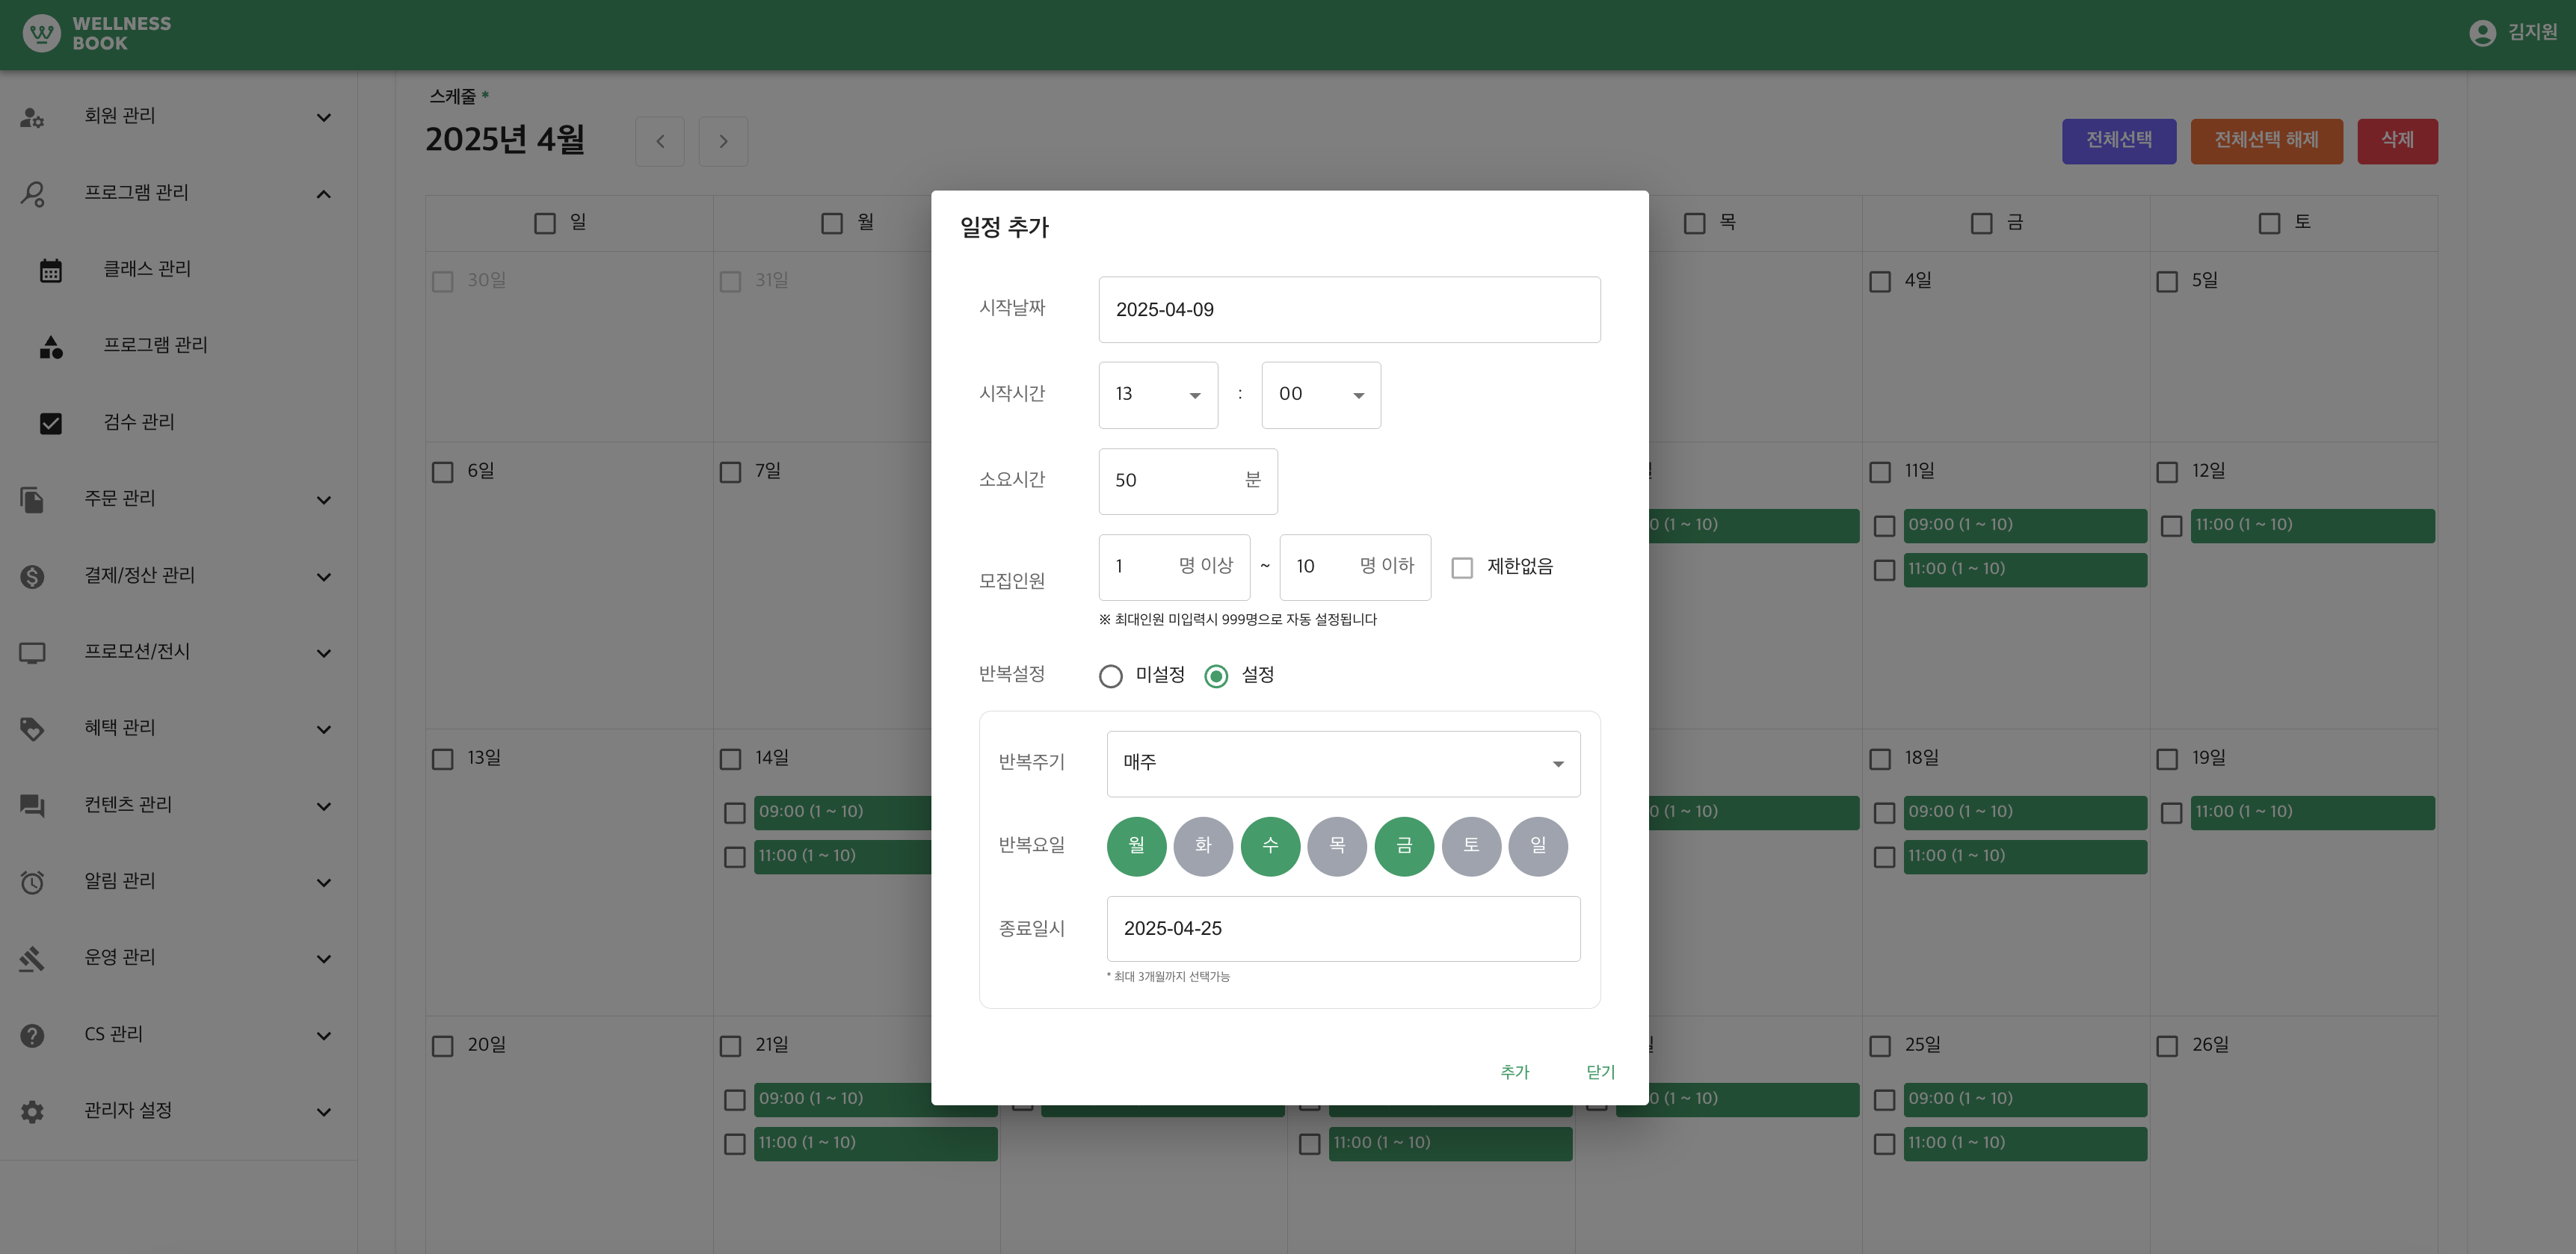 WELLNESS
BOOK
김지원
회원 관리
프로그램 관리
클래스 관리
프로그램 관리
검수 관리
주문 관리
결제/정산 관리
프로모션/전시
혜택 관리
컨텐츠 관리
알림 관리
운영 관리
CS 관리
관리자 설정
스케줄 *
2025년 4월
전체선택
전체선택 해제
삭제
일 월 목 금 토
30일 31일 4일 5일
6일 7일 11일 12일
09:00 (1 ~ 10) 11:00 (1 ~ 10)
11:00 (1 ~ 10)
13일 14일 18일 19일
09:00 (1 ~ 10) 09:00 (1 ~ 10) 11:00 (1 ~ 10)
11:00 (1 ~ 10) 11:00 (1 ~ 10)
20일 21일 25일 26일
09:00 (1 ~ 10) 09:00 (1 ~ 10)
11:00 (1 ~ 10) 11:00 (1 ~ 10) 11:00 (1 ~ 10)
일정 추가
시작날짜 2025-04-09
시작시간 13 : 00
소요시간 50 분
모집인원 1 명 이상 ~ 10 명 이하 제한없음
※ 최대인원 미입력시 999명으로 자동 설정됩니다
반복설정 미설정 설정
반복주기 매주
반복요일 월 화 수 목 금 토 일
종료일시 2025-04-25
* 최대 3개월까지 선택가능
추가 닫기